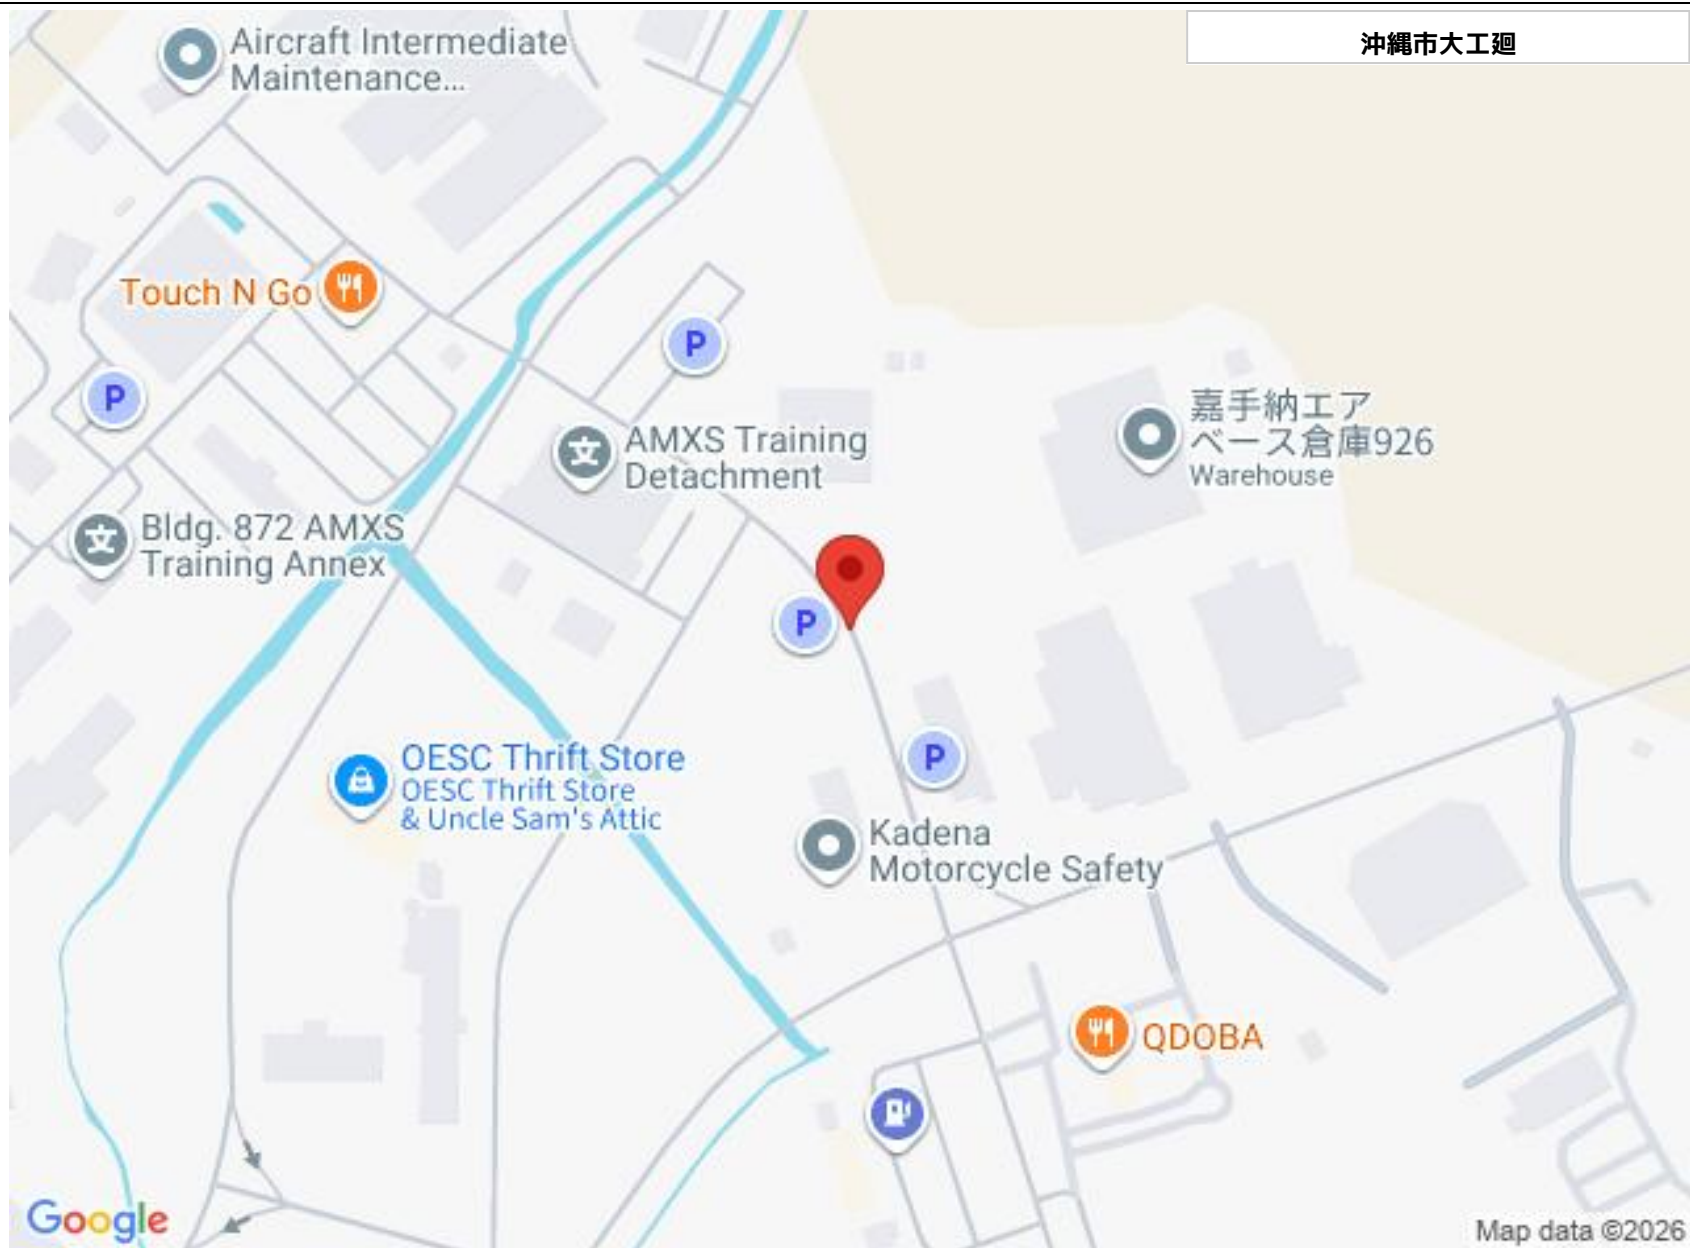 沖縄市大工廻
Aircraft Intermediate
Maintenance...
Touch N Go
P
P
AMXS Training
Detachment
嘉手納エア
ベース倉庫926
Warehouse
Bldg. 872 AMXS
Training Annex
P
P
OESC Thrift Store
OESC Thrift Store
& Uncle Sam's Attic
Kadena
Motorcycle Safety
QDOBA
Google
Map data ©2026